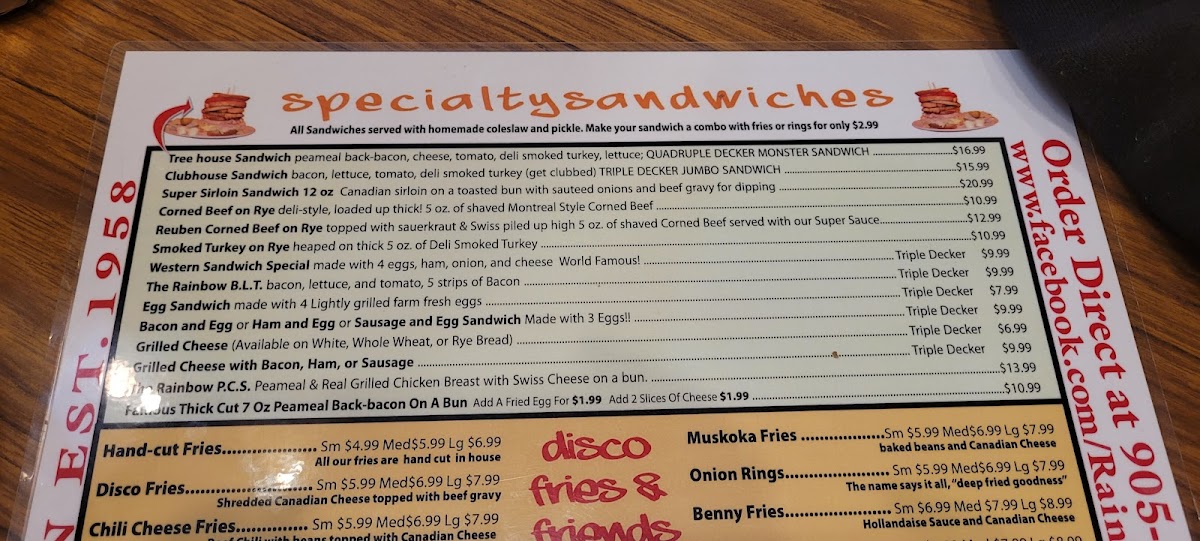 specialtysandwiches
All Sandwiches served with homemade coleslaw and pickle. Make your sandwich a combo with fries or rings for only $2.99
Tree house Sandwich peameal back-bacon, cheese, tomato, deli smoked turkey, lettuce; QUADRUPLE DECKER MONSTER SANDWICH ........ $16.99
Clubhouse Sandwich bacon, lettuce, tomato, deli smoked turkey (get clubbed) TRIPLE DECKER JUMBO SANDWICH ........ $15.99
Super Sirloin Sandwich 12 oz Canadian sirloin on a toasted bun with sauteed onions and beef gravy for dipping ........ $20.99
Corned Beef on Rye deli-style, loaded up thick! 5 oz. of shaved Montreal Style Corned Beef ........ $10.99
Reuben Corned Beef on Rye topped with sauerkraut & Swiss piled up high 5 oz. of shaved Corned Beef served with our Super Sauce........ $12.99
Smoked Turkey on Rye heaped on thick 5 oz. of Deli Smoked Turkey ........ $10.99
Western Sandwich Special made with 4 eggs, ham, onion, and cheese World Famous! ........ Triple Decker $9.99
The Rainbow B.L.T. bacon, lettuce, and tomato, 5 strips of Bacon ........ Triple Decker $9.99
Egg Sandwich made with 4 Lightly grilled farm fresh eggs ........ Triple Decker $7.99
Bacon and Egg or Ham and Egg or Sausage and Egg Sandwich Made with 3 Eggs!! ........ Triple Decker $9.99
Grilled Cheese (Available on White, Whole Wheat, or Rye Bread) ........ Triple Decker $6.99
Grilled Cheese with Bacon, Ham, or Sausage ........ Triple Decker $9.99
The Rainbow P.C.S. Peameal & Real Grilled Chicken Breast with Swiss Cheese on a bun. ........ $13.99
Famous Thick Cut 7 Oz Peameal Back-bacon On A Bun Add A Fried Egg For $1.99 Add 2 Slices Of Cheese $1.99 ........ $10.99
disco
fries &
friends
Hand-cut Fries........ Sm $4.99 Med$5.99 Lg $6.99
All our fries are hand cut in house
Disco Fries........ Sm $5.99 Med$6.99 Lg $7.99
Shredded Canadian Cheese topped with beef gravy
Chili Cheese Fries........ Sm $5.99 Med$6.99 Lg $7.99
Beef Chili with beans topped with Canadian Cheese
Muskoka Fries ........Sm $5.99 Med$6.99 Lg $7.99
baked beans and Canadian Cheese
Onion Rings........ Sm $5.99 Med$6.99 Lg $7.99
The name says it all, "deep fried goodness"
Benny Fries........ Sm $6.99 Med $7.99 Lg $8.99
Hollandaise Sauce and Canadian Cheese
N EST. 1958
Order Direct at 905-
www.facebook.com/Rain